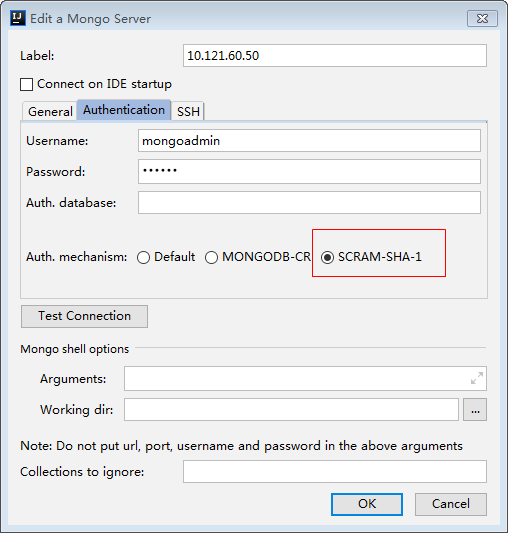 Edit a Mongo Server
Label: 10.121.60.50
Connect on IDE startup
General Authentication SSH
Username: mongoadmin
Password: ••••••
Auth. database:
Auth. mechanism: Default MONGODB-CR SCRAM-SHA-1
Test Connection
Mongo shell options
Arguments:
Working dir: ...
Note: Do not put url, port, username and password in the above arguments
Collections to ignore:
OK Cancel